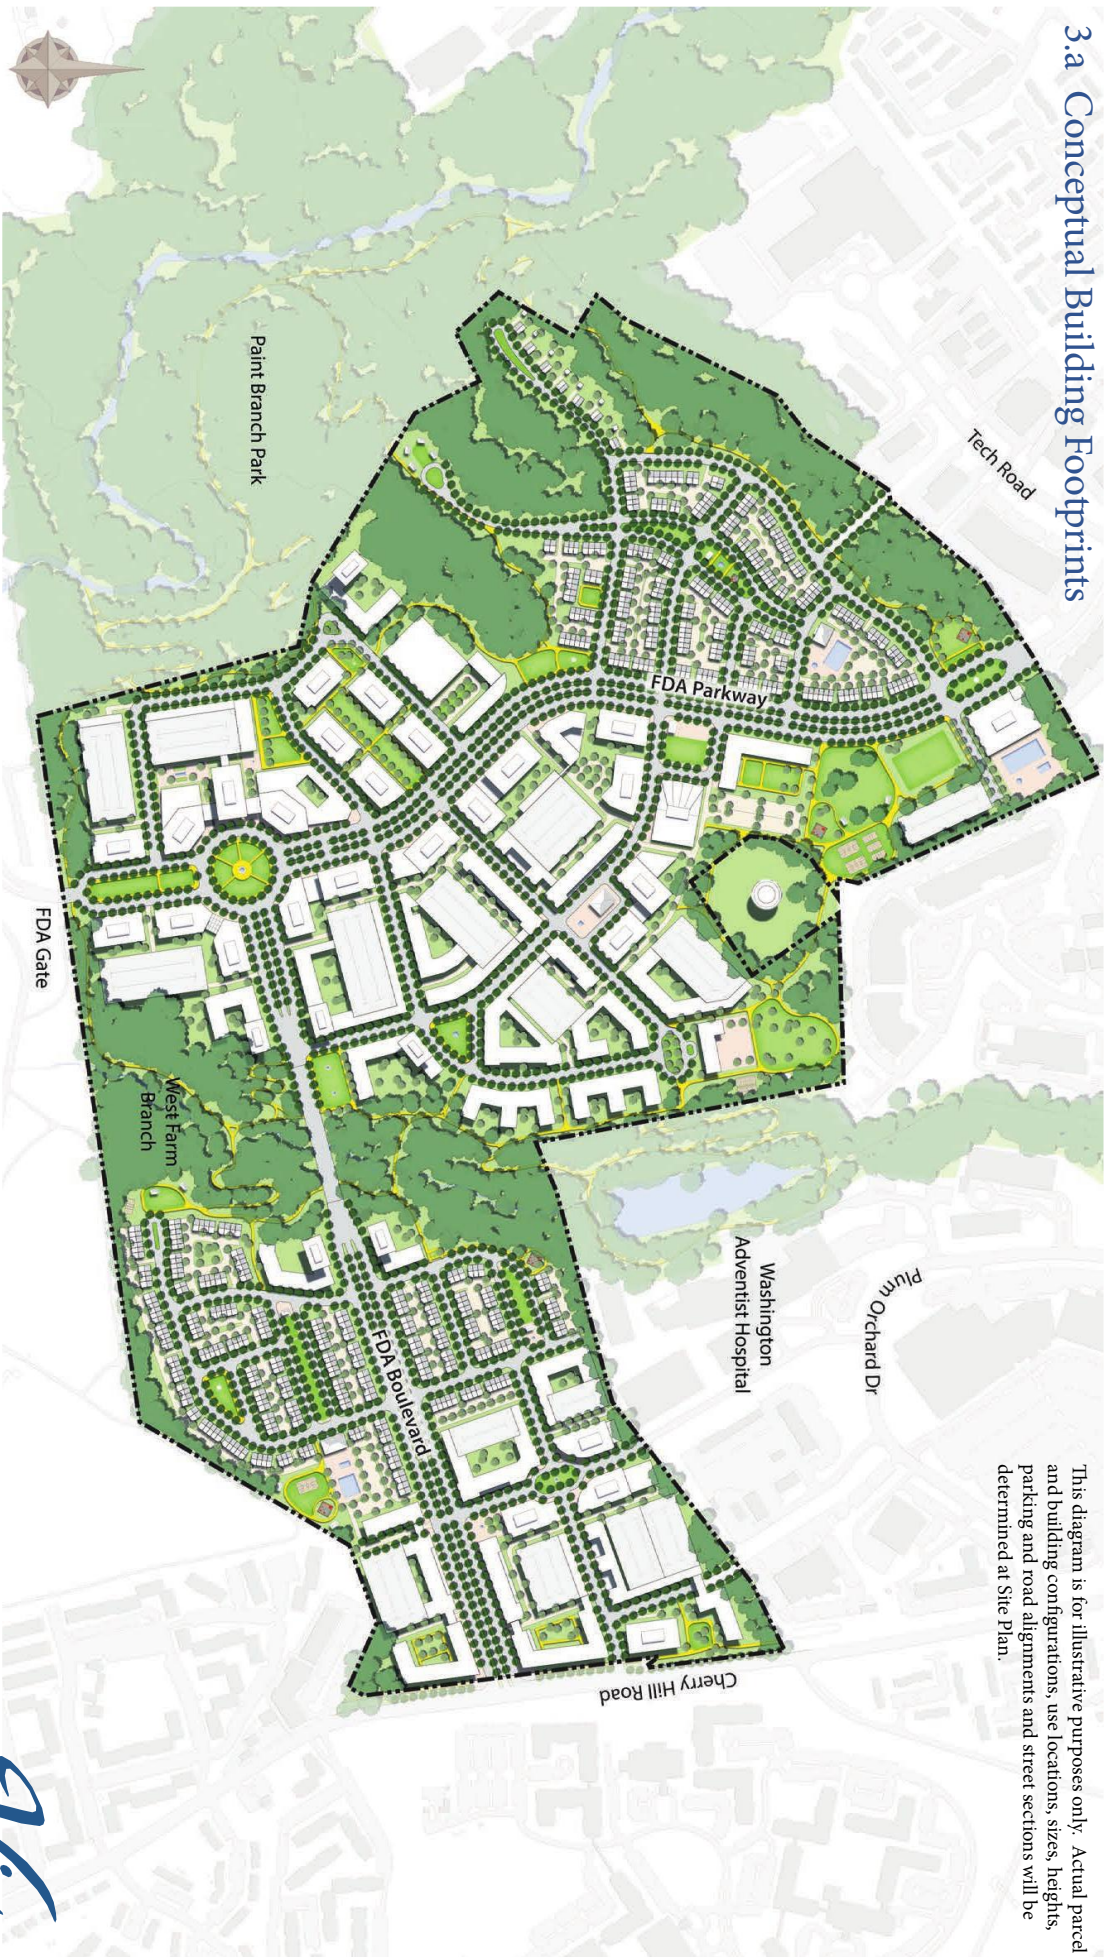 3.a Conceptual Building Footprints
This diagram is for illustrative purposes only. Actual parcel
and building configurations, use locations, sizes, heights,
parking and road alignments and street sections will be
determined at Site Plan.
Tech Road
Plum Orchard Dr
Washington
Adventist Hospital
FDA Parkway
Cherry Hill Road
FDA Boulevard
Paint Branch Park
West Farm
Branch
FDA Gate